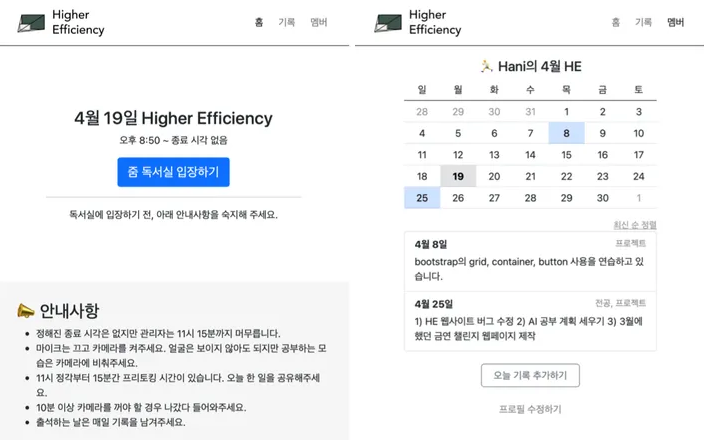 Higher
Efficiency
홈 기록 멤버
4월 19일 Higher Efficiency
오후 8:50 ~ 종료 시각 없음
줌 독서실 입장하기
독서실에 입장하기 전, 아래 안내사항을 숙지해 주세요.
안내사항
정해진 종료 시각은 없지만 관리자는 11시 15분까지 머무릅니다.
마이크는 끄고 카메라를 켜주세요. 얼굴은 보이지 않아도 되지만 공부하는 모
습은 카메라에 비춰주세요.
11시 정각부터 15분간 프리토킹 시간이 있습니다. 오늘 한 일을 공유해주세
요.
10분 이상 카메라를 꺼야 할 경우 나갔다 들어와주세요.
출석하는 날은 매일 기록을 남겨주세요.
Higher
Efficiency
홈 기록 멤버
Hani의 4월 HE
일 월 화 수 목 금 토
28 29 30 31 1 2 3
4 5 6 7 8 9 10
11 12 13 14 15 16 17
18 19 20 21 22 23 24
25 26 27 28 29 30 1
최신 순 정렬
4월 8일 프로젝트
bootstrap의 grid, container, button 사용을 연습하고 있
습니다.
4월 25일 전공, 프로젝트
1) HE 웹사이트 버그 수정 2) AI 공부 계획 세우기 3) 3월에
했던 금연 챌린지 웹페이지 제작
오늘 기록 추가하기
프로필 수정하기